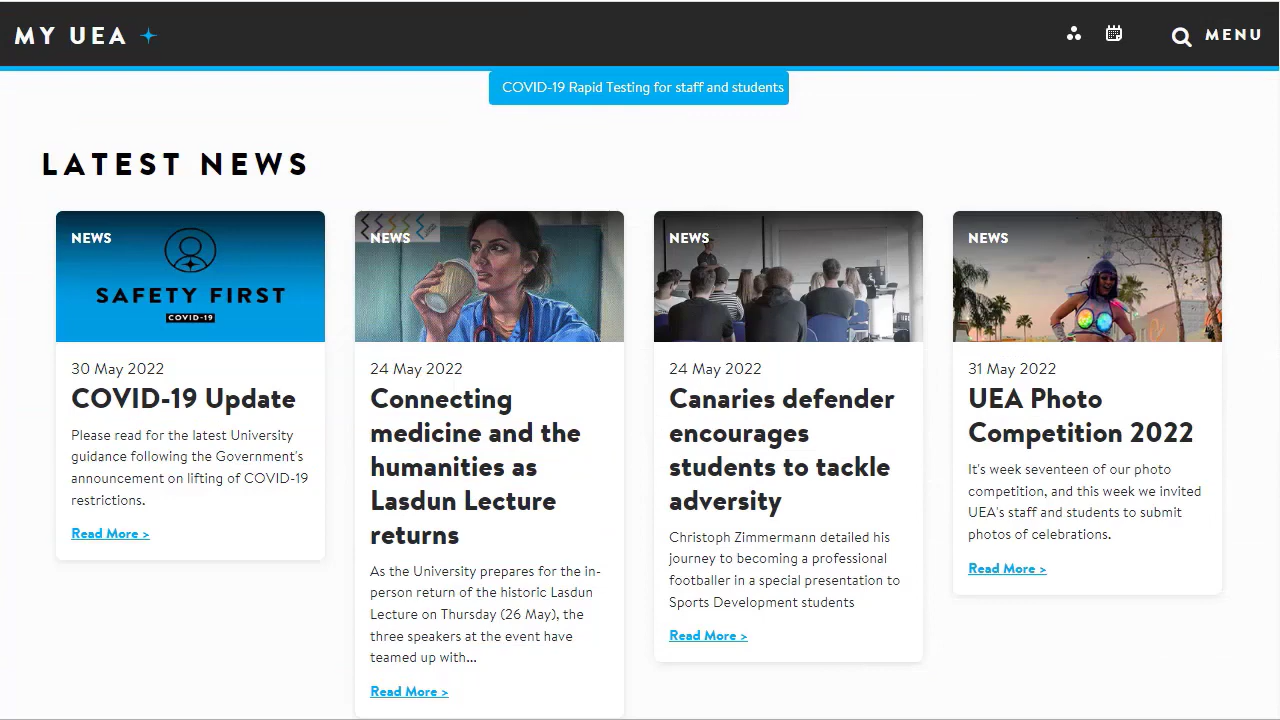 MY UEA
MENU
COVID-19 Rapid Testing for staff and students
LATEST NEWS
NEWS
SAFETY FIRST
COVID-19
30 May 2022
COVID-19 Update
Please read for the latest University
guidance following the Government's
announcement on lifting of COVID-19
restrictions.
Read More >
NEWS
24 May 2022
Connecting
medicine and the
humanities as
Lasdun Lecture
returns
As the University prepares for the in-
person return of the historic Lasdun
Lecture on Thursday (26 May), the
three speakers at the event have
teamed up with...
Read More >
NEWS
24 May 2022
Canaries defender
encourages
students to tackle
adversity
Christoph Zimmermann detailed his
journey to becoming a professional
footballer in a special presentation to
Sports Development students
Read More >
NEWS
31 May 2022
UEA Photo
Competition 2022
It's week seventeen of our photo
competition, and this week we invited
UEA's staff and students to submit
photos of celebrations.
Read More >